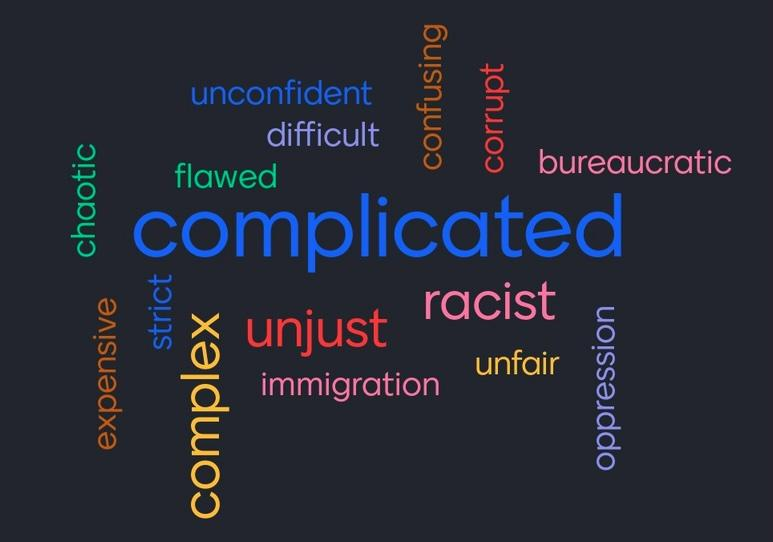 confusing
corrupt
unconfident
difficult
bureaucratic
chaotic
flawed
complicated
strict
racist
expensive
unjust
complex
unfair
oppression
immigration